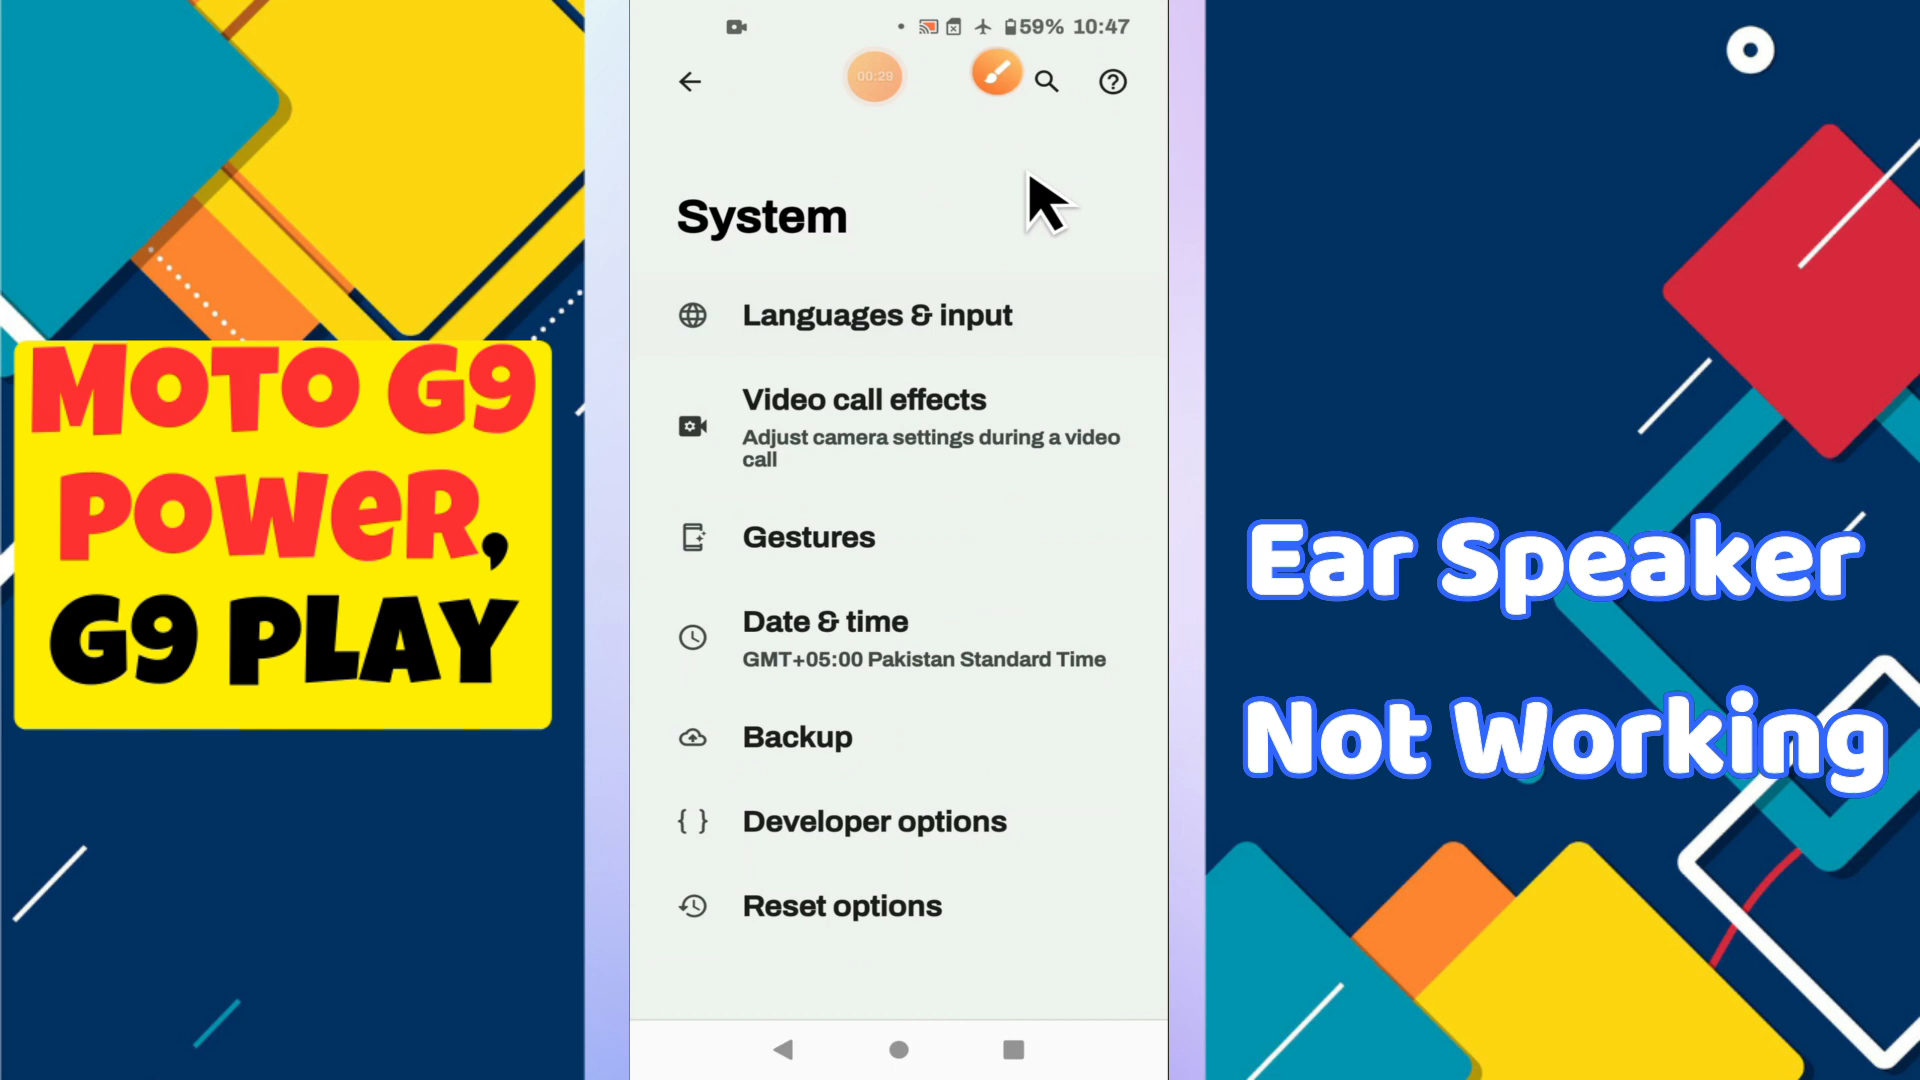 MOTO G9
POWER,
G9 PLAY
59% 10:47
00:29
System
Languages & input
Video call effects
Adjust camera settings during a video
call
Gestures
Date & time
GMT+05:00 Pakistan Standard Time
Backup
Developer options
Reset options
Ear Speaker
Not Working